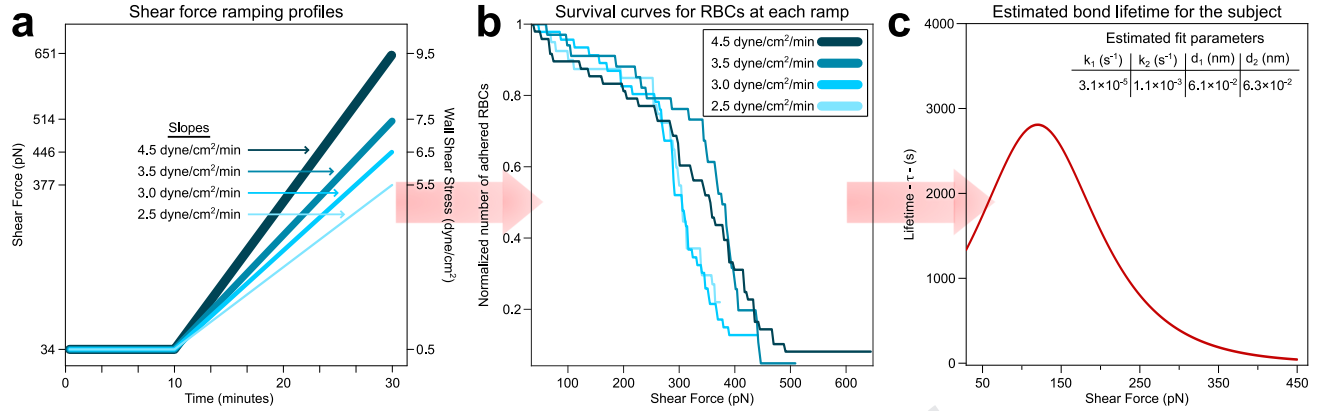 a
Shear force ramping profiles
Shear Force (pN)
651
514
446
377
34
Slopes
4.5 dyne/cm²/min
3.5 dyne/cm²/min
3.0 dyne/cm²/min
2.5 dyne/cm²/min
9.5
7.5
6.5
5.5
0.5
Wall Shear Stress (dyne/cm²)
0 10 20 30
Time (minutes)
b
Survival curves for RBCs at each ramp
Normalized number of adhered RBCs
1
0.8
0.6
0.4
0.2
4.5 dyne/cm²/min
3.5 dyne/cm²/min
3.0 dyne/cm²/min
2.5 dyne/cm²/min
100 200 300 400 500 600
Shear Force (pN)
c
Estimated bond lifetime for the subject
Lifetime - τ - (s)
4000
3000
2000
1000
0
Estimated fit parameters
k₁ (s⁻¹) k₂ (s⁻¹) d₁ (nm) d₂ (nm)
3.1×10⁻⁵ 1.1×10⁻³ 6.1×10⁻² 6.3×10⁻²
50 150 250 350 450
Shear Force (pN)